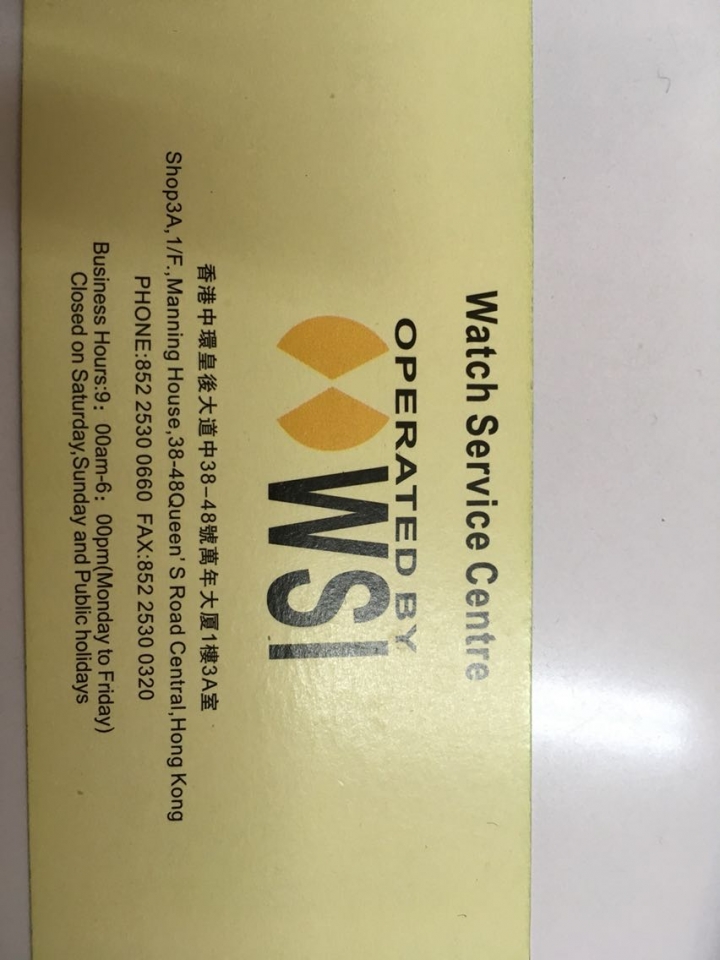 Watch Service Centre
OPERATED BY
WSI
香港中環皇後大道中38-48號萬年大厦1樓3A室
Shop3A,1/F.,Manning House,38-48Queen'S Road Central,Hong Kong
PHONE:852 2530 0660 FAX:852 2530 0320
Business Hours:9：00am-6：00pm(Monday to Friday)
Closed on Saturday,Sunday and Public holidays